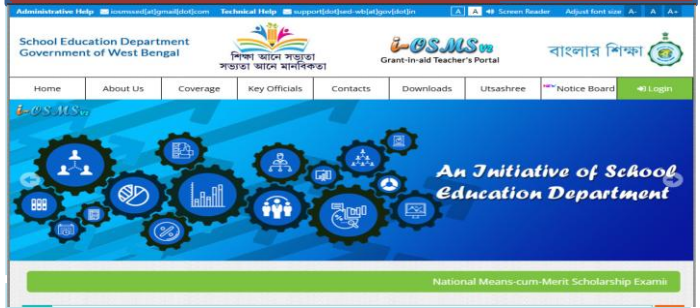 Administrative Help iosmssed[at]gmail[dot]com Technical Help support[dot]sed-wb[at]gov[dot]in A A Screen Reader Adjust font size A- A A+
School Education Department
Government of West Bengal
শিক্ষা আনে সভ্যতা
সভ্যতা আনে মানবিকতা
i-OSMS V2
Grant-in-aid Teacher's Portal
বাংলার শিক্ষা
Home About Us Coverage Key Officials Contacts Downloads Utsashree NEW Notice Board Login
i-OSMS V2
An Initiative of School
Education Department
National Means-cum-Merit Scholarship Examin